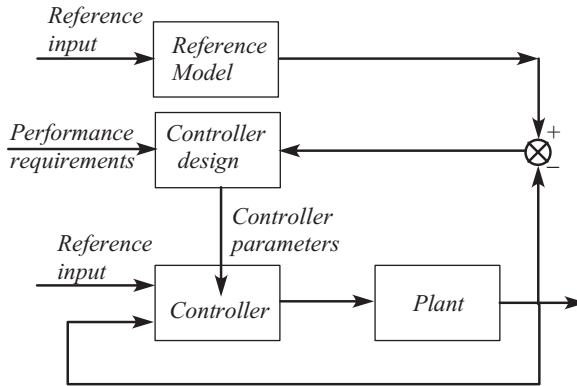 Reference
input
Reference
Model
+
Performance
requirements
Controller
design
−
Controller
parameters
Reference
input
Controller
Plant